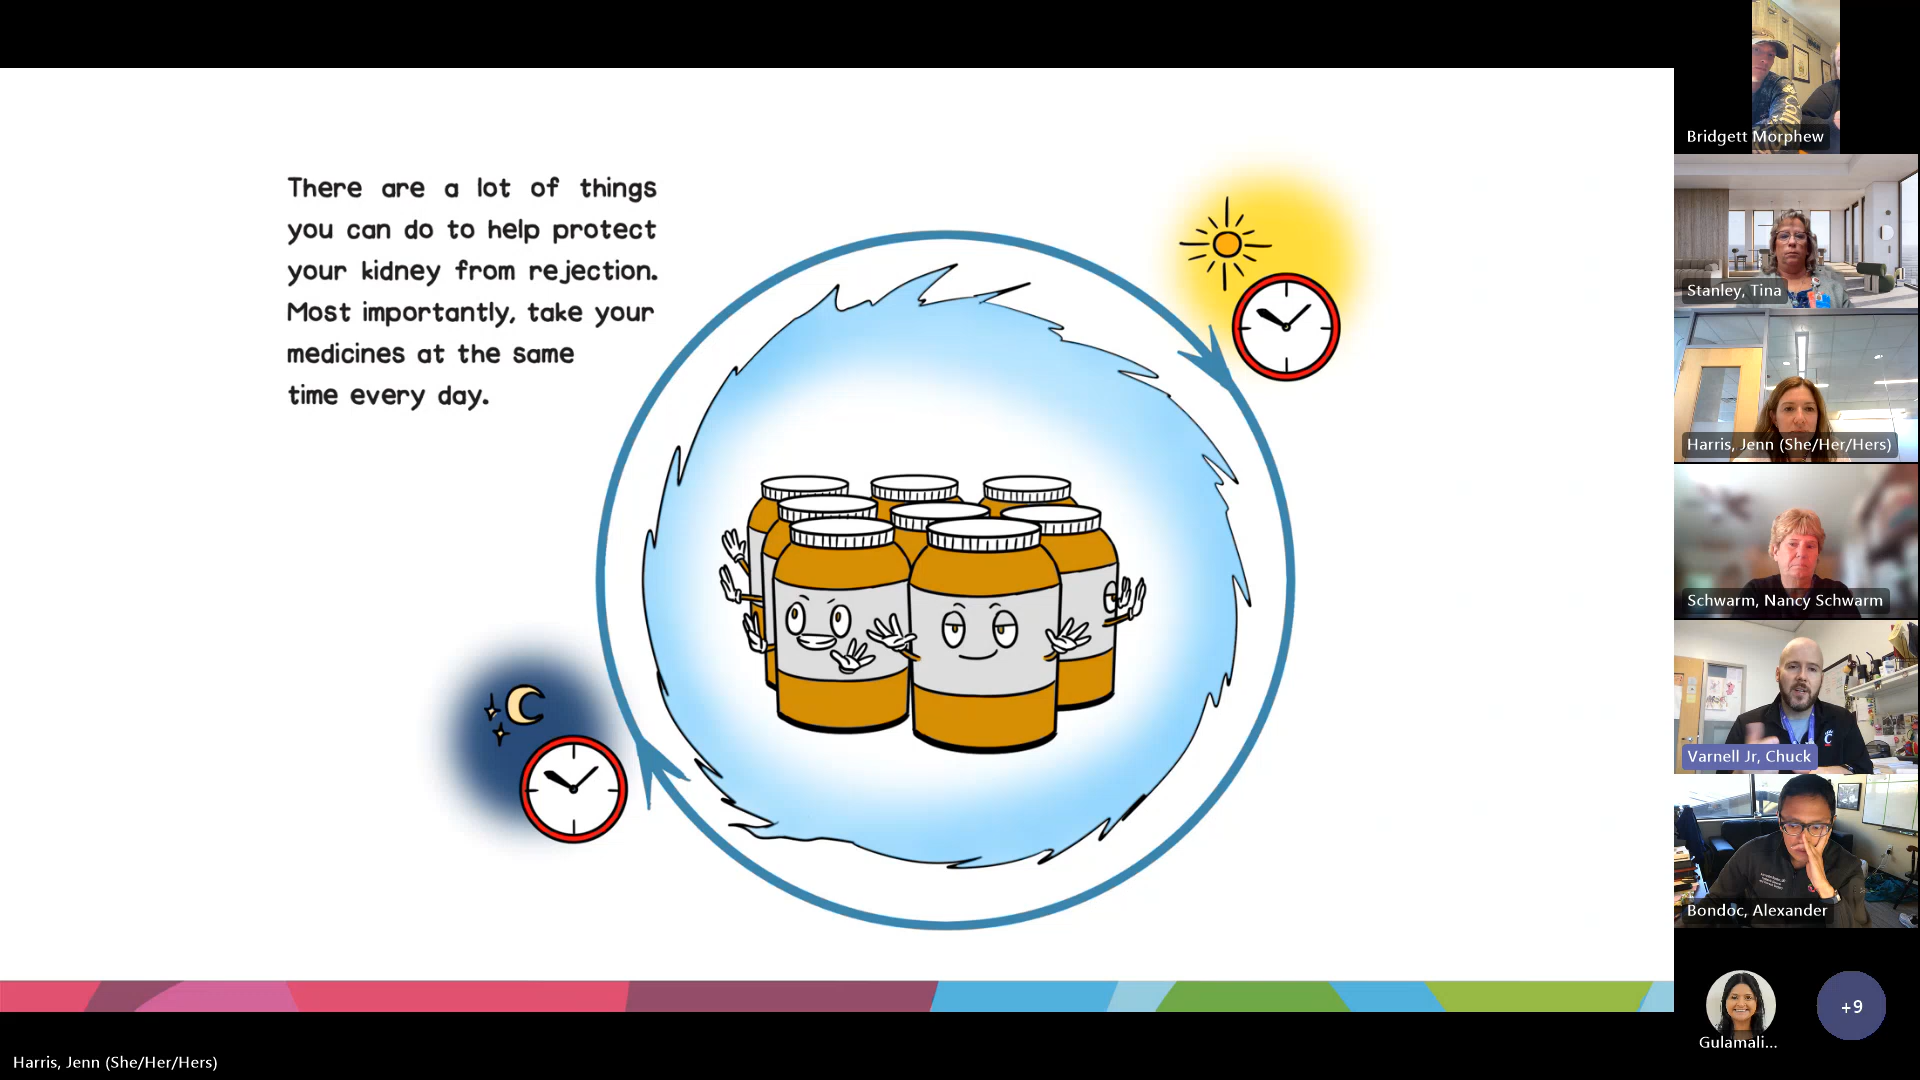 There are a lot of things
you can do to help protect
your kidney from rejection.
Most importantly, take your
medicines at the same
time every day.
Bridgett Morphew
Stanley, Tina
Harris, Jenn (She/Her/Hers)
Schwarm, Nancy Schwarm
Varnell Jr, Chuck
Bondoc, Alexander
Gulamali...
+9
Harris, Jenn (She/Her/Hers)